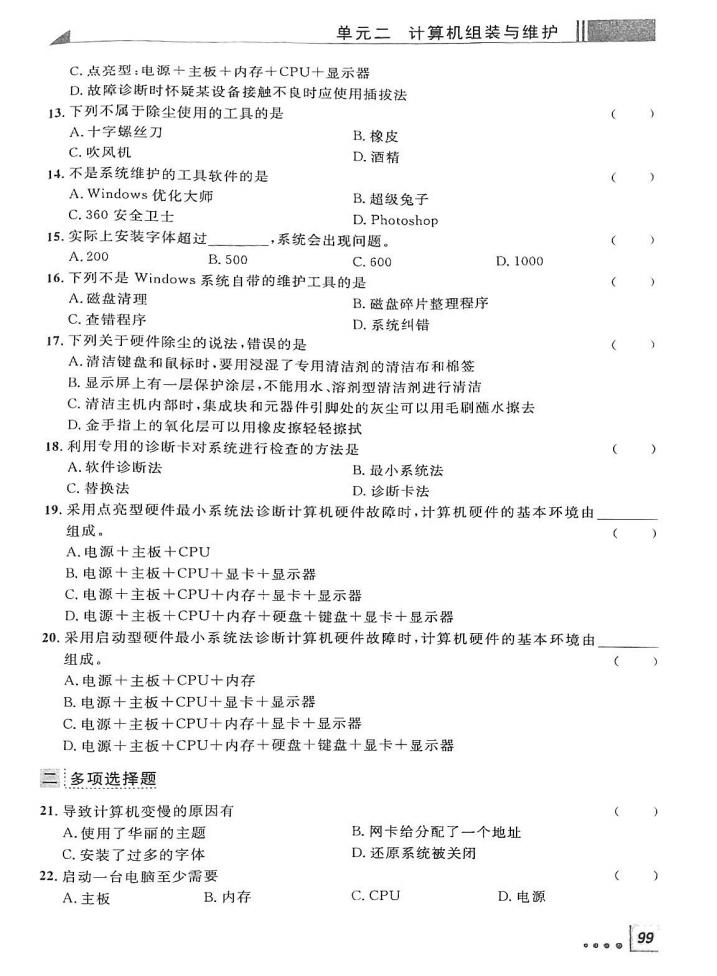 单元二 计算机组装与维护
C. 点亮型:电源＋主板＋内存＋CPU＋显示器
D. 故障诊断时怀疑某设备接触不良时应使用插拔法
13. 下列不属于除尘使用的工具的是 ( )
A. 十字螺丝刀 B. 橡皮
C. 吹风机 D. 酒精
14. 不是系统维护的工具软件的是 ( )
A. Windows 优化大师 B. 超级兔子
C. 360 安全卫士 D. Photoshop
15. 实际上安装字体超过________,系统会出现问题。 ( )
A. 200 B. 500 C. 600 D. 1000
16. 下列不是 Windows 系统自带的维护工具的是 ( )
A. 磁盘清理 B. 磁盘碎片整理程序
C. 查错程序 D. 系统纠错
17. 下列关于硬件除尘的说法,错误的是 ( )
A. 清洁键盘和鼠标时,要用浸湿了专用清洁剂的清洁布和棉签
B. 显示屏上有一层保护涂层,不能用水、溶剂型清洁剂进行清洁
C. 清洁主机内部时,集成块和元器件引脚处的灰尘可以用毛刷蘸水擦去
D. 金手指上的氧化层可以用橡皮擦轻轻擦拭
18. 利用专用的诊断卡对系统进行检查的方法是 ( )
A. 软件诊断法 B. 最小系统法
C. 替换法 D. 诊断卡法
19. 采用点亮型硬件最小系统法诊断计算机硬件故障时,计算机硬件的基本环境由________
组成。 ( )
A. 电源＋主板＋CPU
B. 电源＋主板＋CPU＋显卡＋显示器
C. 电源＋主板＋CPU＋内存＋显卡＋显示器
D. 电源＋主板＋CPU＋内存＋硬盘＋键盘＋显卡＋显示器
20. 采用启动型硬件最小系统法诊断计算机硬件故障时,计算机硬件的基本环境由________
组成。 ( )
A. 电源＋主板＋CPU＋内存
B. 电源＋主板＋CPU＋显卡＋显示器
C. 电源＋主板＋CPU＋内存＋显卡＋显示器
D. 电源＋主板＋CPU＋内存＋硬盘＋键盘＋显卡＋显示器
二 多项选择题
21. 导致计算机变慢的原因有 ( )
A. 使用了华丽的主题 B. 网卡给分配了一个地址
C. 安装了过多的字体 D. 还原系统被关闭
22. 启动一台电脑至少需要 ( )
A. 主板 B. 内存 C. CPU D. 电源
99